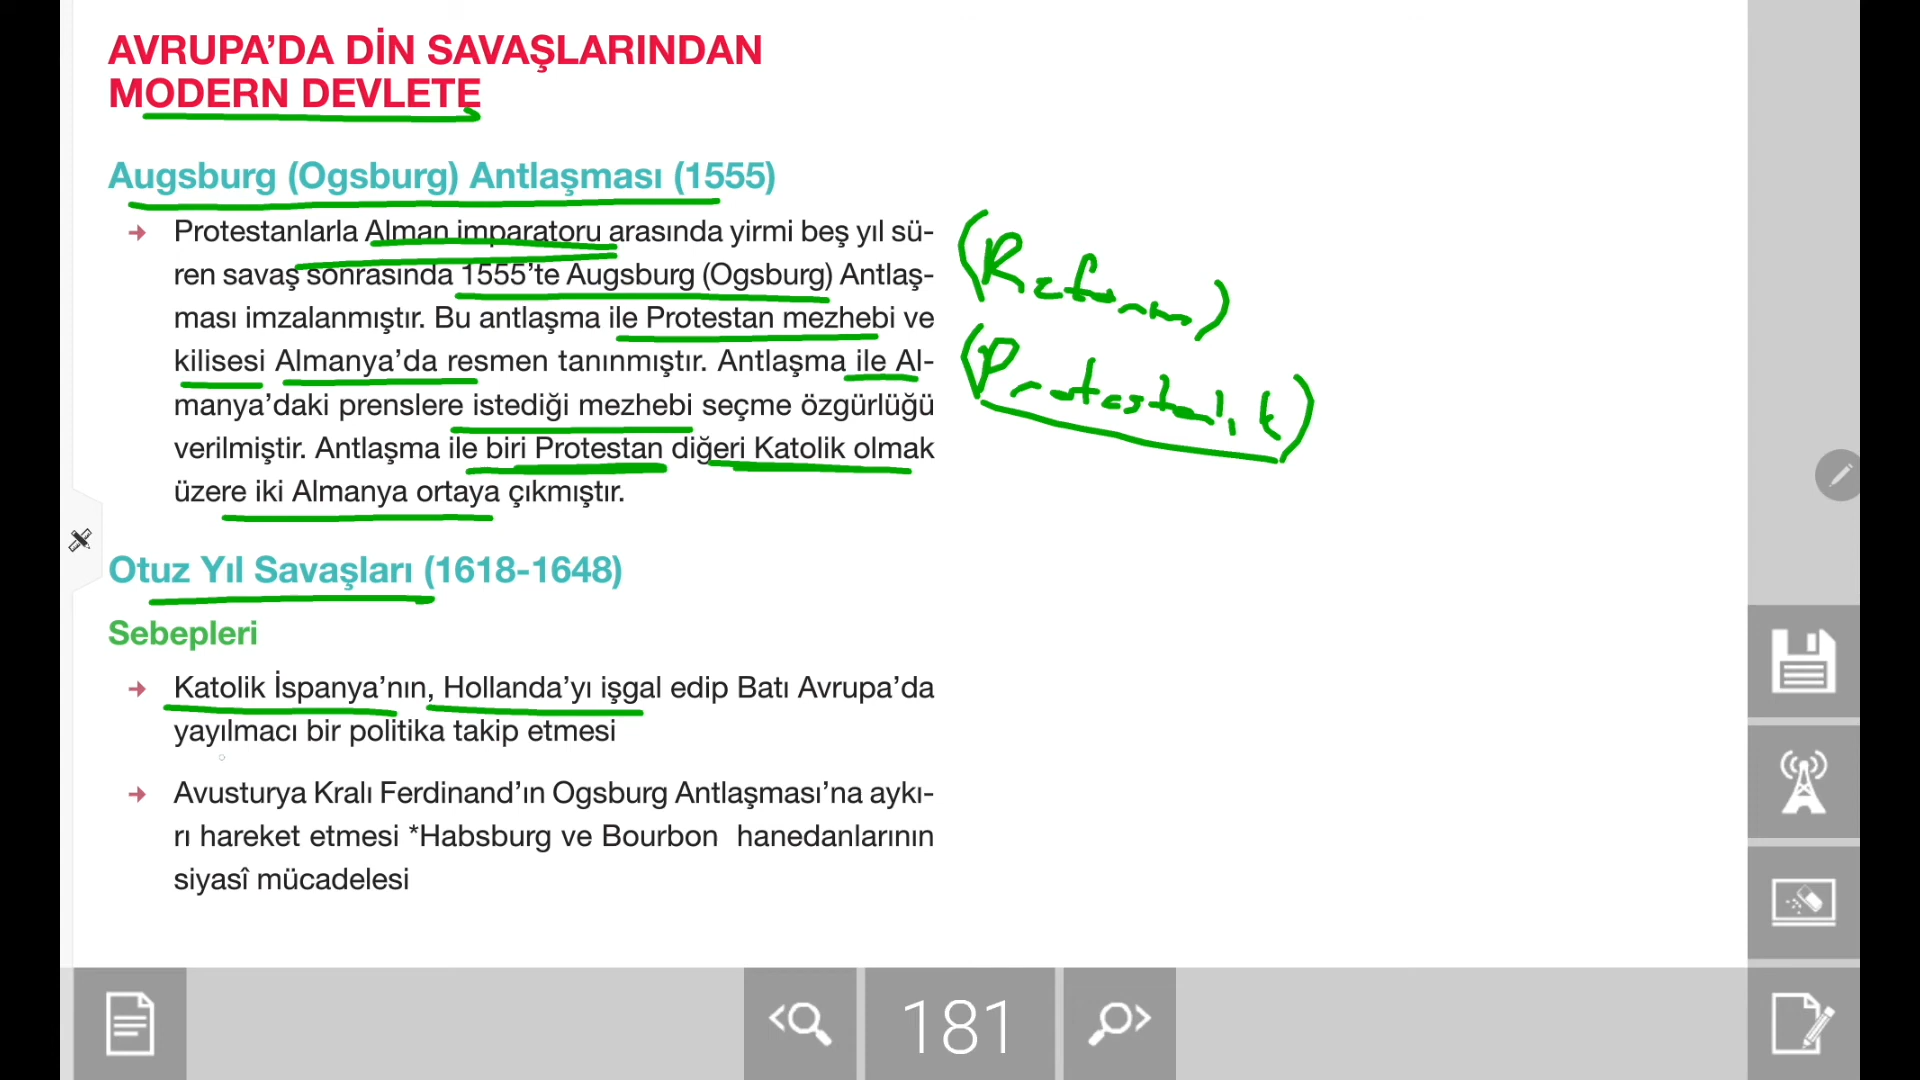 AVRUPA’DA DİN SAVAŞLARINDAN
MODERN DEVLETE
Augsburg (Ogsburg) Antlaşması (1555)
Protestanlarla Alman imparatoru arasında yirmi beş yıl sü-
ren savaş sonrasında 1555’te Augsburg (Ogsburg) Antlaş-
ması imzalanmıştır. Bu antlaşma ile Protestan mezhebi ve
kilisesi Almanya’da resmen tanınmıştır. Antlaşma ile Al-
manya’daki prenslere istediği mezhebi seçme özgürlüğü
verilmiştir. Antlaşma ile biri Protestan diğeri Katolik olmak
üzere iki Almanya ortaya çıkmıştır.
(Reform)
(Protestanlık)
Otuz Yıl Savaşları (1618-1648)
Sebepleri
Katolik İspanya’nın, Hollanda’yı işgal edip Batı Avrupa’da
yayılmacı bir politika takip etmesi
Avusturya Kralı Ferdinand’ın Ogsburg Antlaşması’na aykı-
rı hareket etmesi *Habsburg ve Bourbon hanedanlarının
siyasî mücadelesi
181